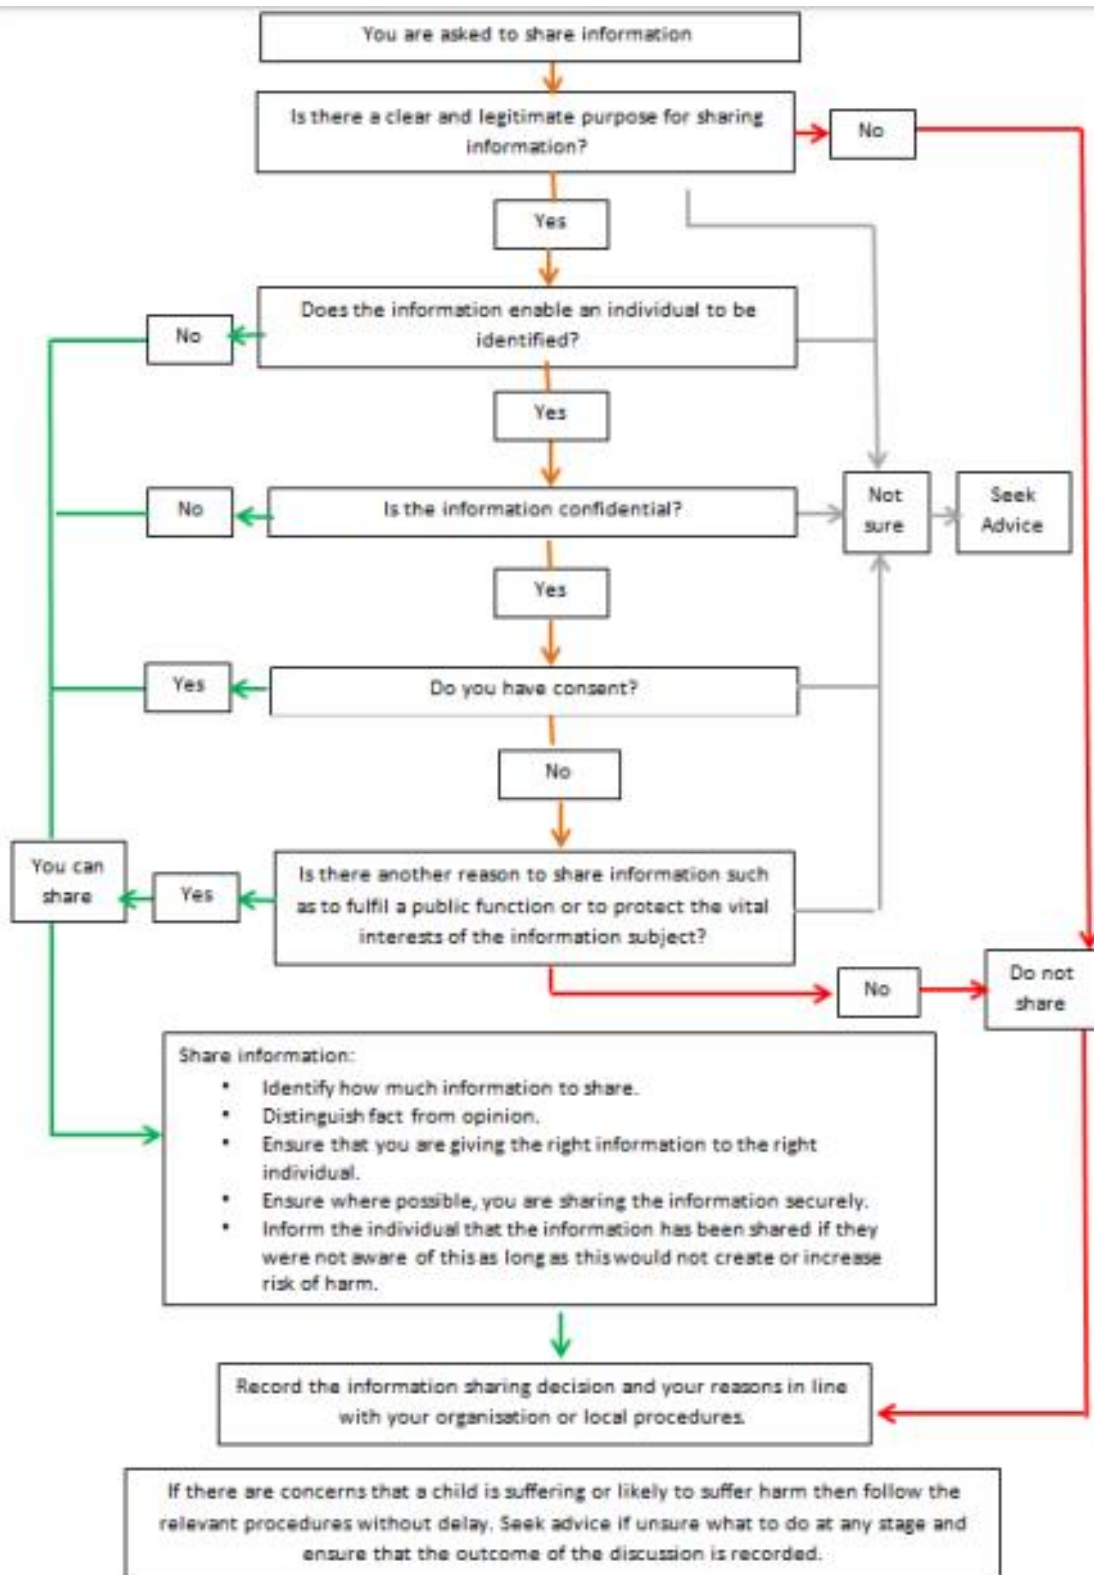 You are asked to share information
Is there a clear and legitimate purpose for sharing
information?
No
Yes
Does the information enable an individual to be
identified?
No
Yes
Is the information confidential?
No
Not
sure
Seek
Advice
Yes
Do you have consent?
Yes
No
Is there another reason to share information such
as to fulfil a public function or to protect the vital
interests of the information subject?
Yes
You can
share
No
Do not
share
Share information:
• Identify how much information to share.
• Distinguish fact from opinion.
• Ensure that you are giving the right information to the right
individual.
• Ensure where possible, you are sharing the information securely.
• Inform the individual that the information has been shared if they
were not aware of this as long as this would not create or increase
risk of harm.
Record the information sharing decision and your reasons in line
with your organisation or local procedures.
If there are concerns that a child is suffering or likely to suffer harm then follow the
relevant procedures without delay. Seek advice if unsure what to do at any stage and
ensure that the outcome of the discussion is recorded.